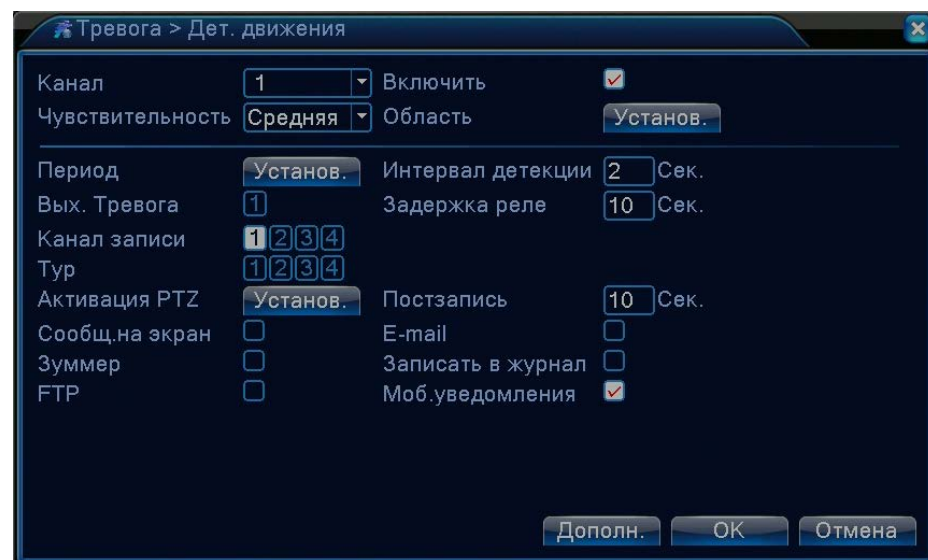 Тревога > Дет. движения
Канал 1 Включить
Чувствительность Средняя Область Установ.
Период Установ. Интервал детекции 2 Сек.
Вых. Тревога 1 Задержка реле 10 Сек.
Канал записи 1 2 3 4
Тур 1 2 3 4
Активация PTZ Установ. Постзапись 10 Сек.
Сообщ.на экран E-mail
Зуммер Записать в журнал
FTP Моб.уведомления
Дополн. OK Отмена